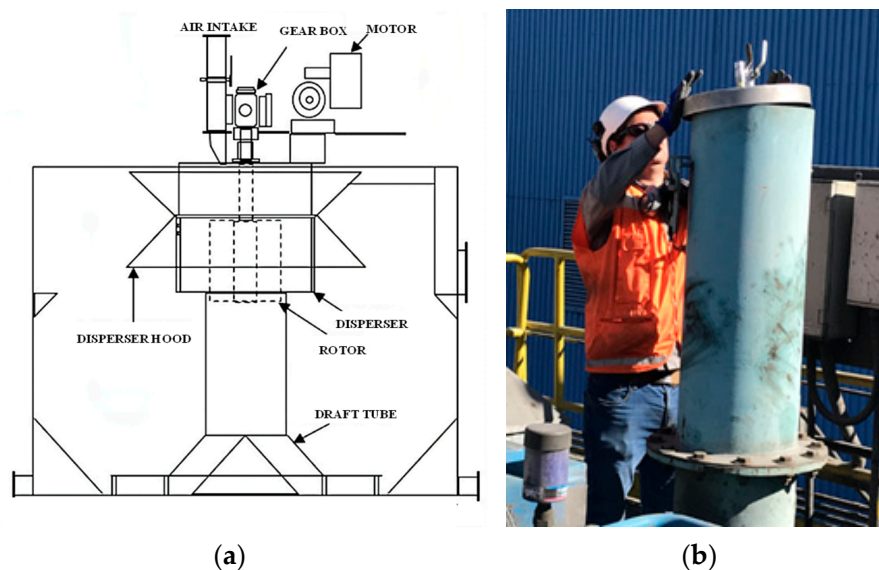 AIR INTAKE
GEAR BOX
MOTOR
DISPERSER HOOD
DISPERSER
ROTOR
DRAFT TUBE
(a)
(b)